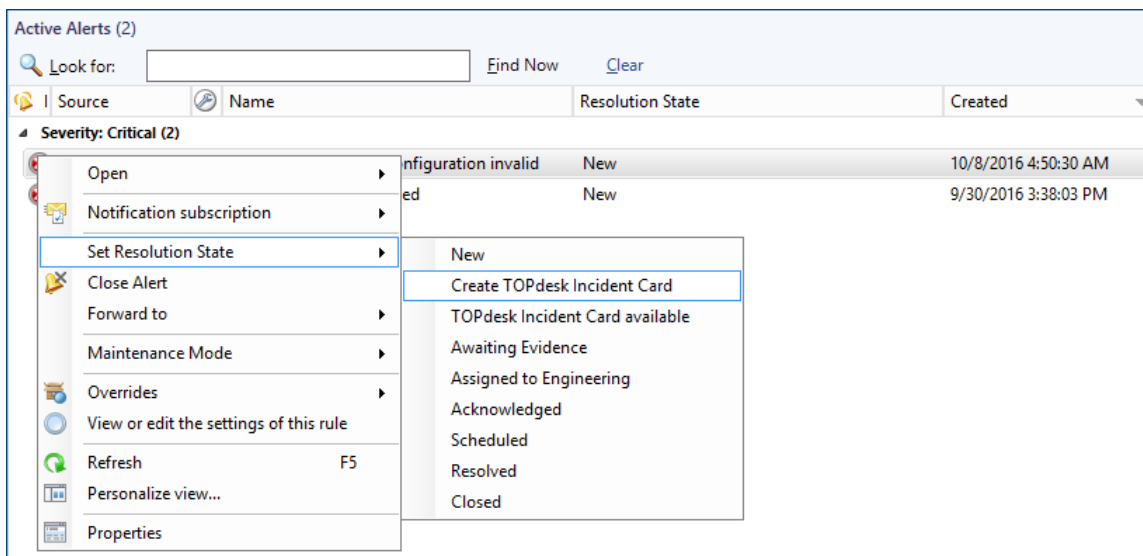 Active Alerts (2)
Look for: Find Now Clear
I Source Name Resolution State Created
Severity: Critical (2)
nfiguration invalid New 10/8/2016 4:50:30 AM
ed New 9/30/2016 3:38:03 PM
Open
Notification subscription
Set Resolution State
Close Alert
Forward to
Maintenance Mode
Overrides
View or edit the settings of this rule
Refresh F5
Personalize view...
Properties
New
Create TOPdesk Incident Card
TOPdesk Incident Card available
Awaiting Evidence
Assigned to Engineering
Acknowledged
Scheduled
Resolved
Closed